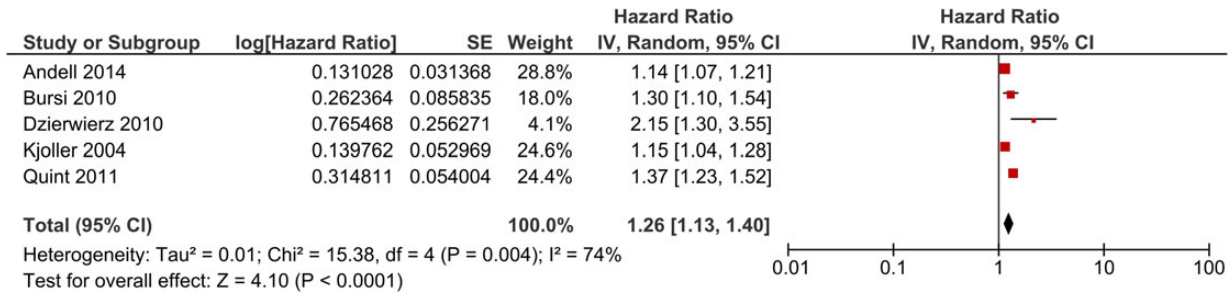 Hazard Ratio Hazard Ratio
Study or Subgroup log[Hazard Ratio] SE Weight IV, Random, 95% CI IV, Random, 95% CI
Andell 2014 0.131028 0.031368 28.8% 1.14 [1.07, 1.21]
Bursi 2010 0.262364 0.085835 18.0% 1.30 [1.10, 1.54]
Dzierwierz 2010 0.765468 0.256271 4.1% 2.15 [1.30, 3.55]
Kjoller 2004 0.139762 0.052969 24.6% 1.15 [1.04, 1.28]
Quint 2011 0.314811 0.054004 24.4% 1.37 [1.23, 1.52]
Total (95% CI) 100.0% 1.26 [1.13, 1.40]
Heterogeneity: Tau² = 0.01; Chi² = 15.38, df = 4 (P = 0.004); I² = 74%
Test for overall effect: Z = 4.10 (P < 0.0001)
0.01 0.1 1 10 100